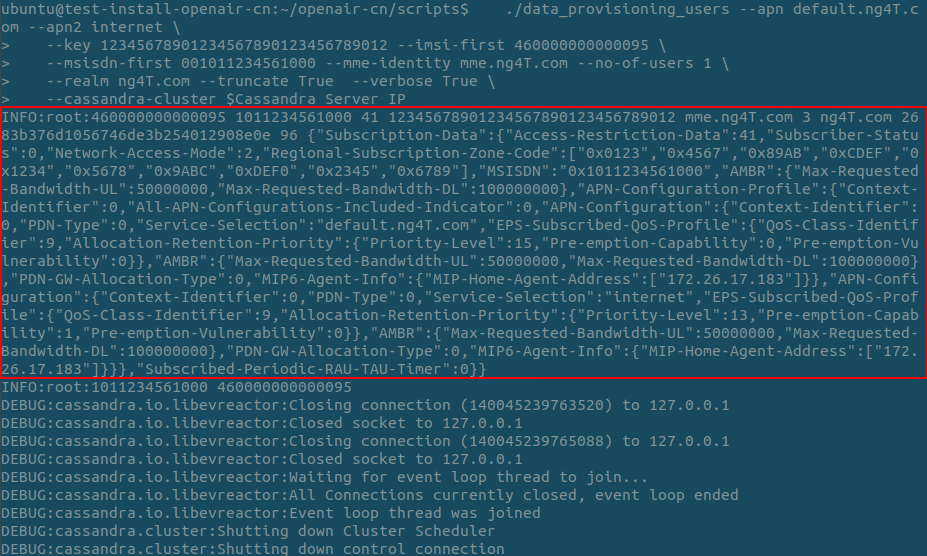 ubuntu@test-install-openair-cn:~/openair-cn/scripts$    ./data_provisioning_users --apn default.ng4T.c
om --apn2 internet \
>    --key 12345678901234567890123456789012 --imsi-first 460000000000095 \
>    --msisdn-first 001011234561000 --mme-identity mme.ng4T.com --no-of-users 1 \
>    --realm ng4T.com --truncate True  --verbose True \
>    --cassandra-cluster $Cassandra Server IP
INFO:root:460000000000095 1011234561000 41 12345678901234567890123456789012 mme.ng4T.com 3 ng4T.com 26
83b376d1056746de3b254012908e0e 96 {"Subscription-Data":{"Access-Restriction-Data":41,"Subscriber-Statu
s":0,"Network-Access-Mode":2,"Regional-Subscription-Zone-Code":["0x0123","0x4567","0x89AB","0xCDEF","0
x1234","0x5678","0x9ABC","0xDEF0","0x2345","0x6789"],"MSISDN":"0x1011234561000","AMBR":{"Max-Requested
-Bandwidth-UL":50000000,"Max-Requested-Bandwidth-DL":100000000},"APN-Configuration-Profile":{"Context-
Identifier":0,"All-APN-Configurations-Included-Indicator":0,"APN-Configuration":{"Context-Identifier":
0,"PDN-Type":0,"Service-Selection":"default.ng4T.com","EPS-Subscribed-QoS-Profile":{"QoS-Class-Identif
ier":9,"Allocation-Retention-Priority":{"Priority-Level":15,"Pre-emption-Capability":0,"Pre-emption-Vu
lnerability":0}},"AMBR":{"Max-Requested-Bandwidth-UL":50000000,"Max-Requested-Bandwidth-DL":100000000}
,"PDN-GW-Allocation-Type":0,"MIP6-Agent-Info":{"MIP-Home-Agent-Address":["172.26.17.183"]}},"APN-Confi
guration":{"Context-Identifier":0,"PDN-Type":0,"Service-Selection":"internet","EPS-Subscribed-QoS-Prof
ile":{"QoS-Class-Identifier":9,"Allocation-Retention-Priority":{"Priority-Level":13,"Pre-emption-Capab
ility":1,"Pre-emption-Vulnerability":0}},"AMBR":{"Max-Requested-Bandwidth-UL":50000000,"Max-Requested-
Bandwidth-DL":100000000},"PDN-GW-Allocation-Type":0,"MIP6-Agent-Info":{"MIP-Home-Agent-Address":["172.
26.17.183"]}}}},"Subscribed-Periodic-RAU-TAU-Timer":0}}
INFO:root:1011234561000 460000000000095
DEBUG:cassandra.io.libevreactor:Closing connection (140045239763520) to 127.0.0.1
DEBUG:cassandra.io.libevreactor:Closed socket to 127.0.0.1
DEBUG:cassandra.io.libevreactor:Closing connection (140045239765088) to 127.0.0.1
DEBUG:cassandra.io.libevreactor:Closed socket to 127.0.0.1
DEBUG:cassandra.io.libevreactor:Waiting for event loop thread to join...
DEBUG:cassandra.io.libevreactor:All Connections currently closed, event loop ended
DEBUG:cassandra.io.libevreactor:Event loop thread was joined
DEBUG:cassandra.cluster:Shutting down Cluster Scheduler
DEBUG:cassandra.cluster:Shutting down control connection